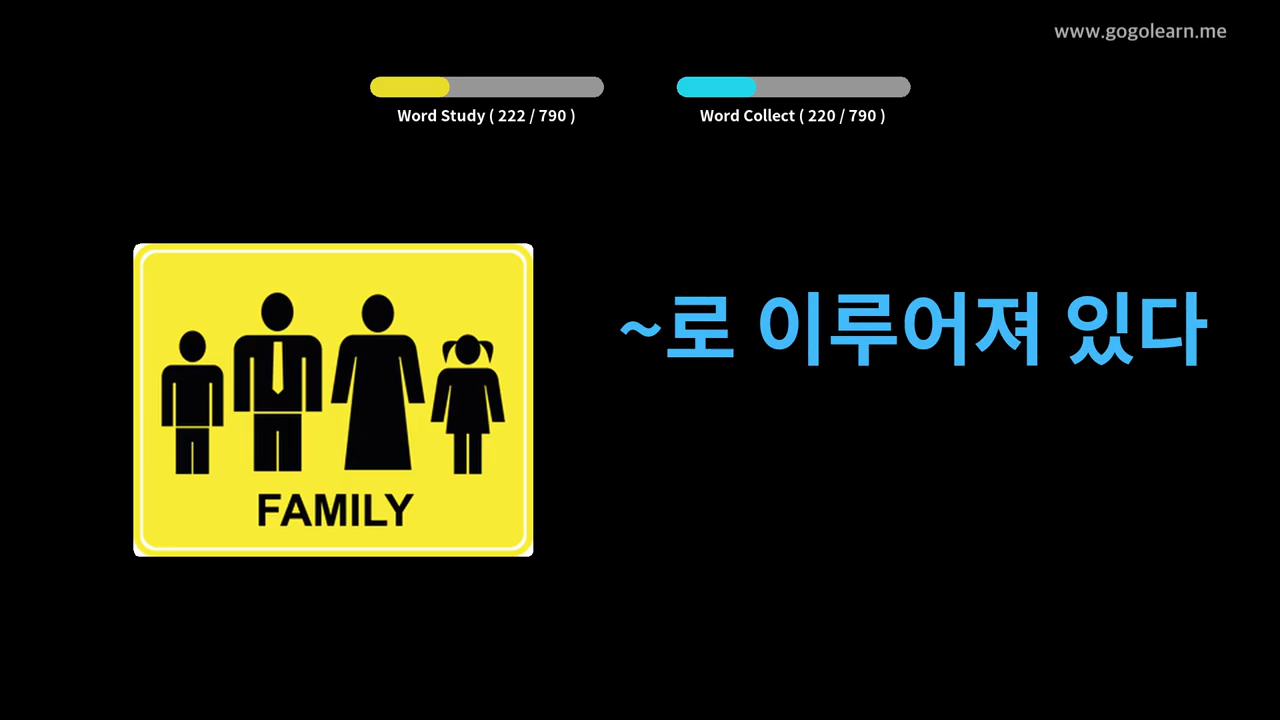 www.gogolearn.me
Word Study ( 222 / 790 )
Word Collect ( 220 / 790 )
~로 이루어져 있다
FAMILY